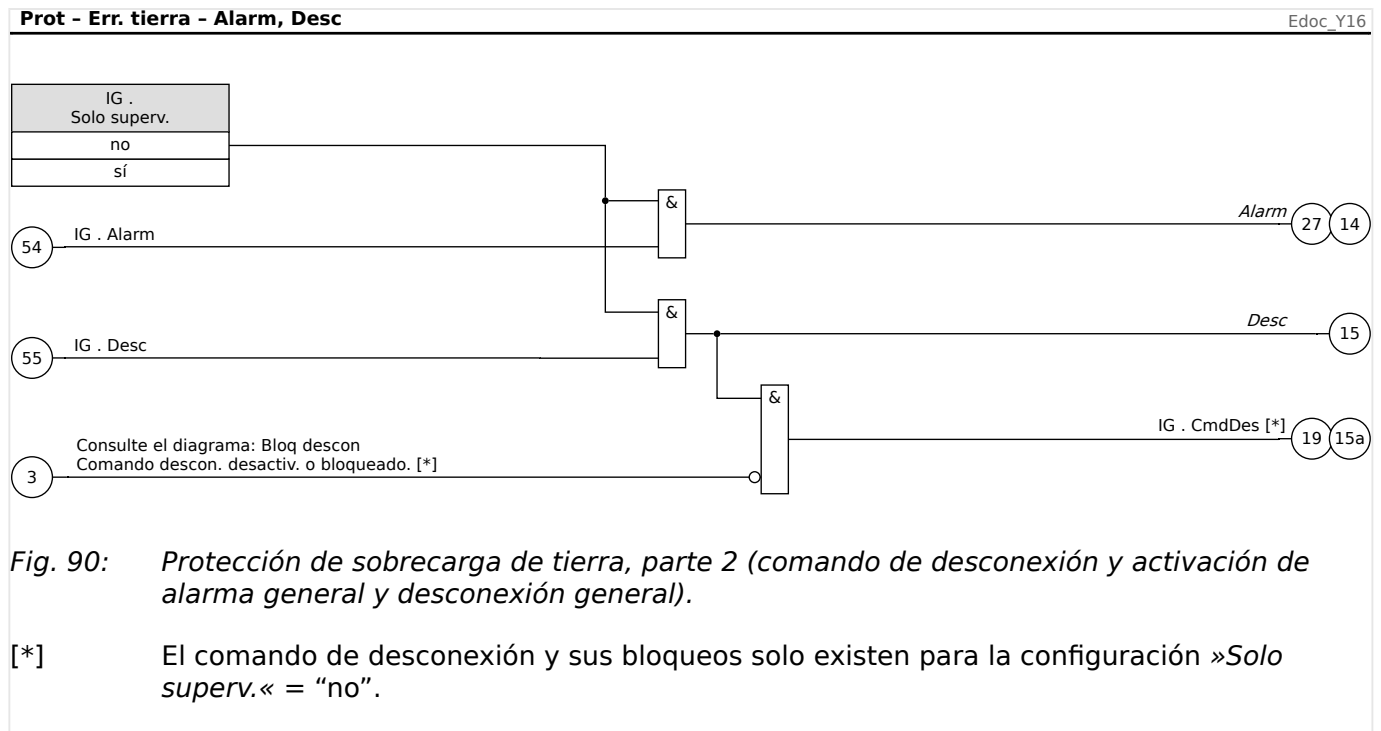 Prot – Err. tierra – Alarm, Desc
Edoc_Y16
IG .
Solo superv.
no
sí
&
Alarm
27
14
54
IG . Alarm
&
Desc
15
55
IG . Desc
&
IG . CmdDes [*]
19
15a
Consulte el diagrama: Bloq descon
Comando descon. desactiv. o bloqueado. [*]
3
Fig. 90: Protección de sobrecarga de tierra, parte 2 (comando de desconexión y activación de
alarma general y desconexión general).
[*] El comando de desconexión y sus bloqueos solo existen para la configuración »Solo
superv.« = “no”.